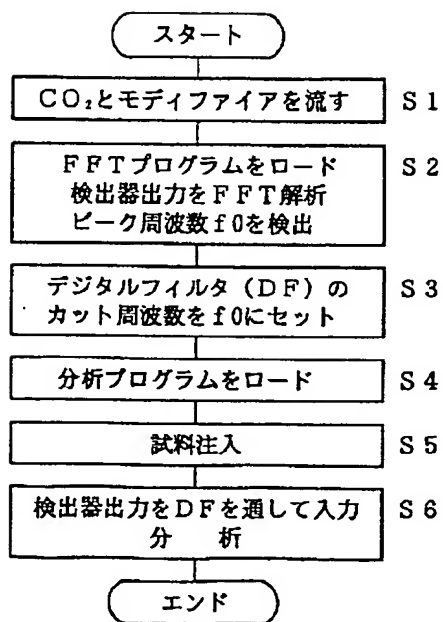 スタート
CO₂とモディファイアを流す S1
FFTプログラムをロード S2
検出器出力をFFT解析
ピーク周波数f0を検出
デジタルフィルタ(DF)の S3
カット周波数をf0にセット
分析プログラムをロード S4
試料注入 S5
検出器出力をDFを通して入力 S6
分 析
エンド